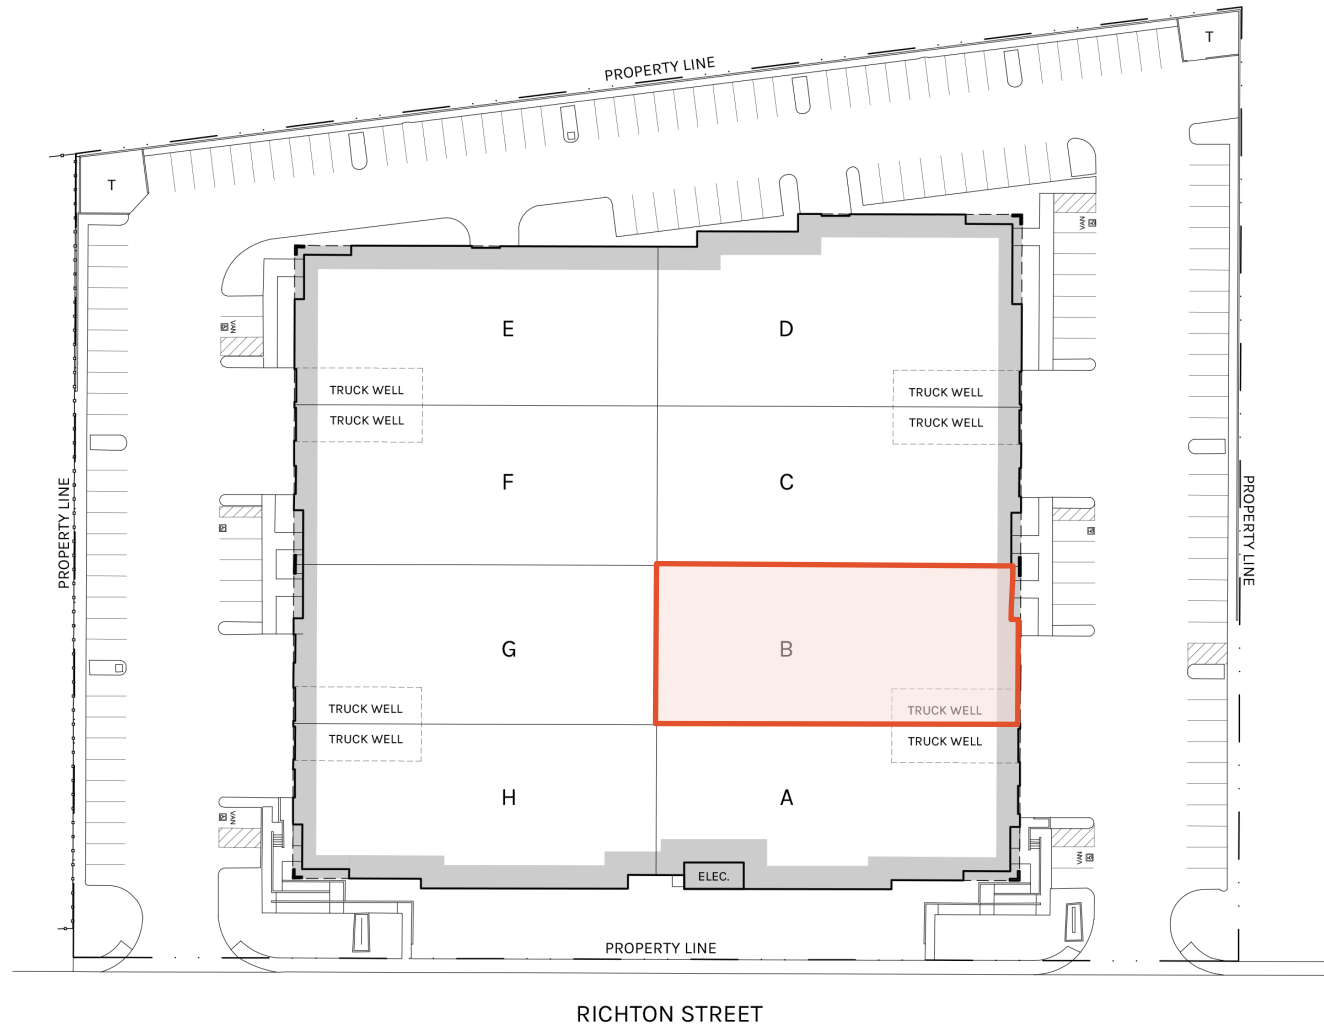 T
PROPERTY LINE
T
VAN
VAN
E
D
TRUCK WELL
TRUCK WELL
TRUCK WELL
TRUCK WELL
F
C
PROPERTY LINE
PROPERTY LINE
G
B
TRUCK WELL
TRUCK WELL
TRUCK WELL
TRUCK WELL
H
A
VAN
VAN
ELEC.
PROPERTY LINE
RICHTON STREET